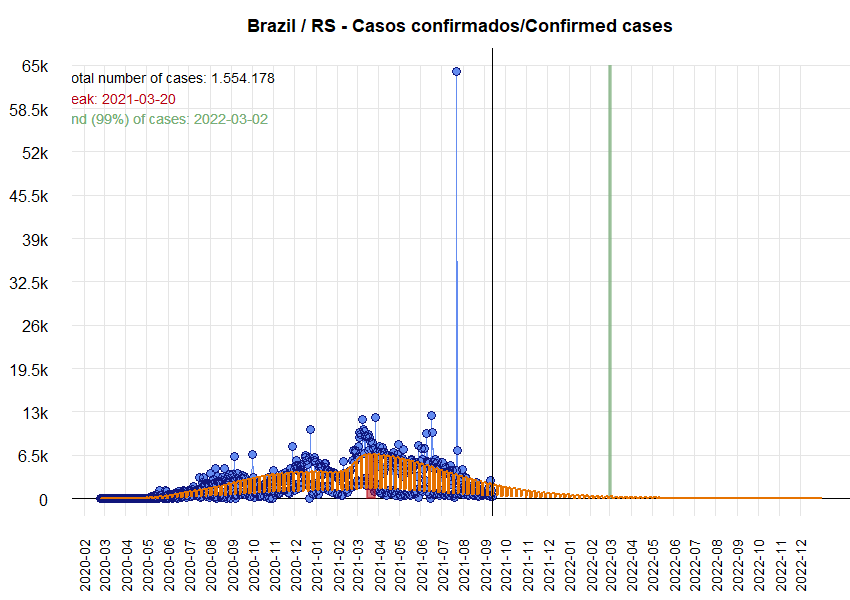 Brazil / RS - Casos confirmados/Confirmed cases
65k
otal number of cases: 1.554.178
eak: 2021-03-20
58.5k
nd (99%) of cases: 2022-03-02
52k
45.5k
39k
32.5k
26k
19.5k
13k
6.5k
0
2020-02
2020-03
2020-04
2020-05
2020-06
2020-07
2020-08
2020-09
2020-10
2020-11
2020-12
2021-01
2021-02
2021-03
2021-04
2021-05
2021-06
2021-07
2021-08
2021-09
2021-10
2021-11
2021-12
2022-01
2022-02
2022-03
2022-04
2022-05
2022-06
2022-07
2022-08
2022-09
2022-10
2022-11
2022-12